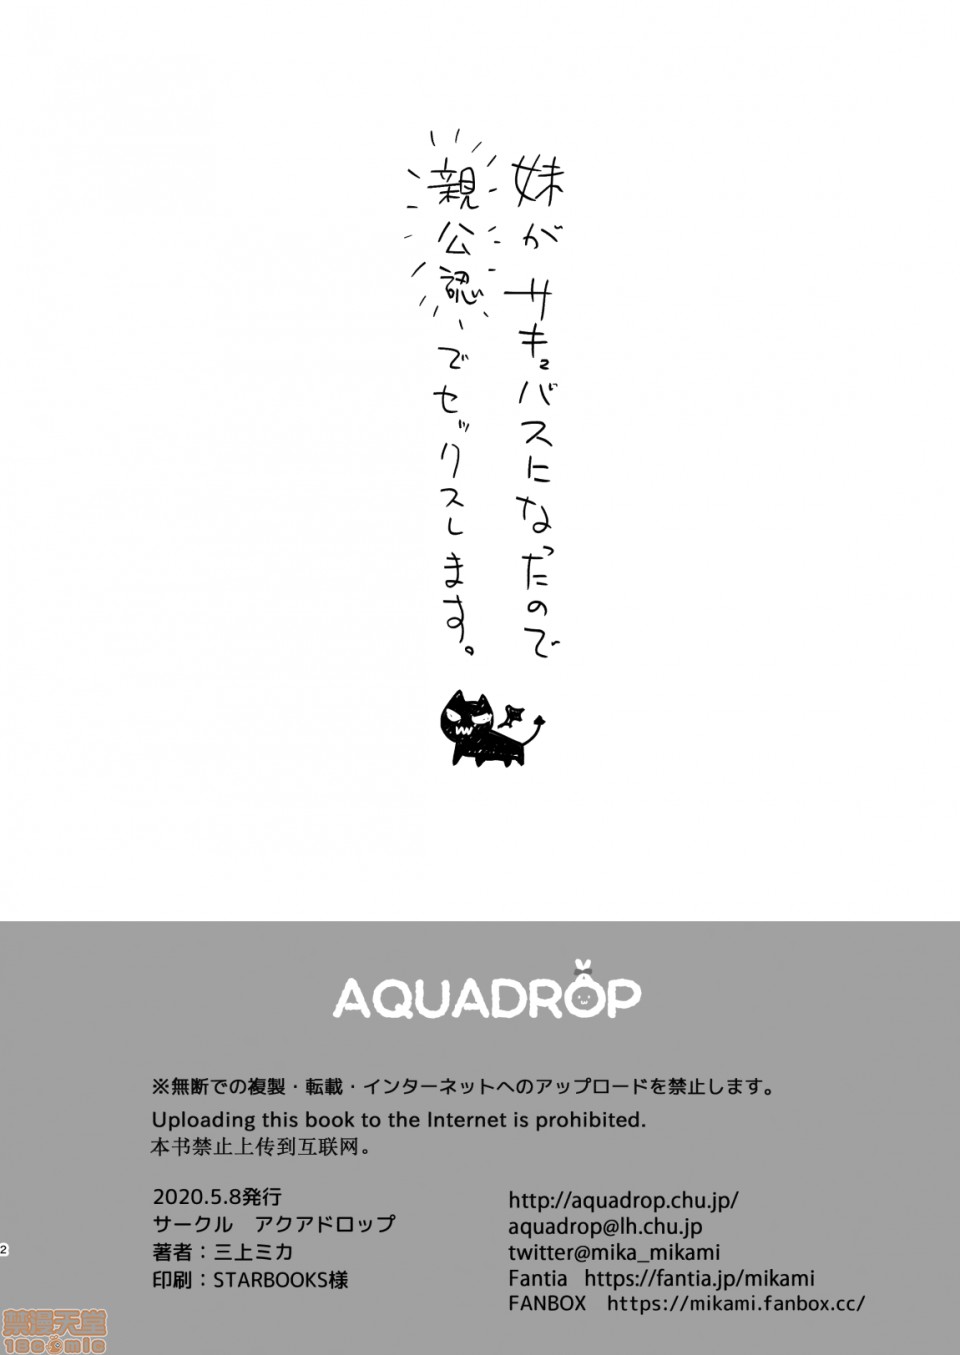 妹がサキュバスになったので
親公認でセックスします。
AQUADROP
※無断での複製・転載・インターネットへのアップロードを禁止します。
Uploading this book to the Internet is prohibited.
本书禁止上传到互联网。
2020.5.8発行
サークル　アクアドロップ
著者：三上ミカ
印刷：STARBOOKS様
http://aquadrop.chu.jp/
aquadrop@lh.chu.jp
twitter@mika_mikami
Fantia https://fantia.jp/mikami
FANBOX https://mikami.fanbox.cc/
2
禁漫天堂
18comic